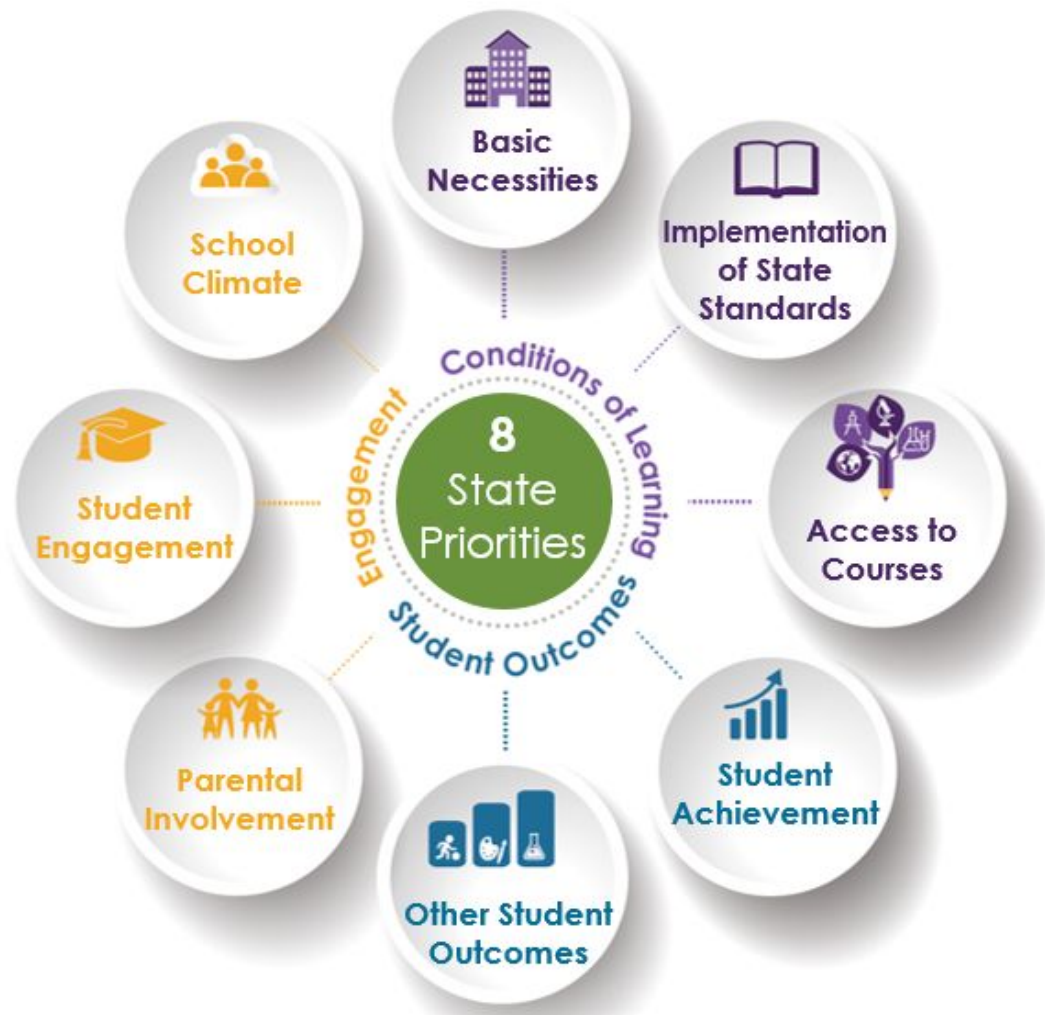 8
State
Priorities
Conditions of Learning
Student Outcomes
Engagement
Basic
Necessities
Implementation
of State
Standards
Access to
Courses
Student
Achievement
Other Student
Outcomes
Parental
Involvement
Student
Engagement
School
Climate